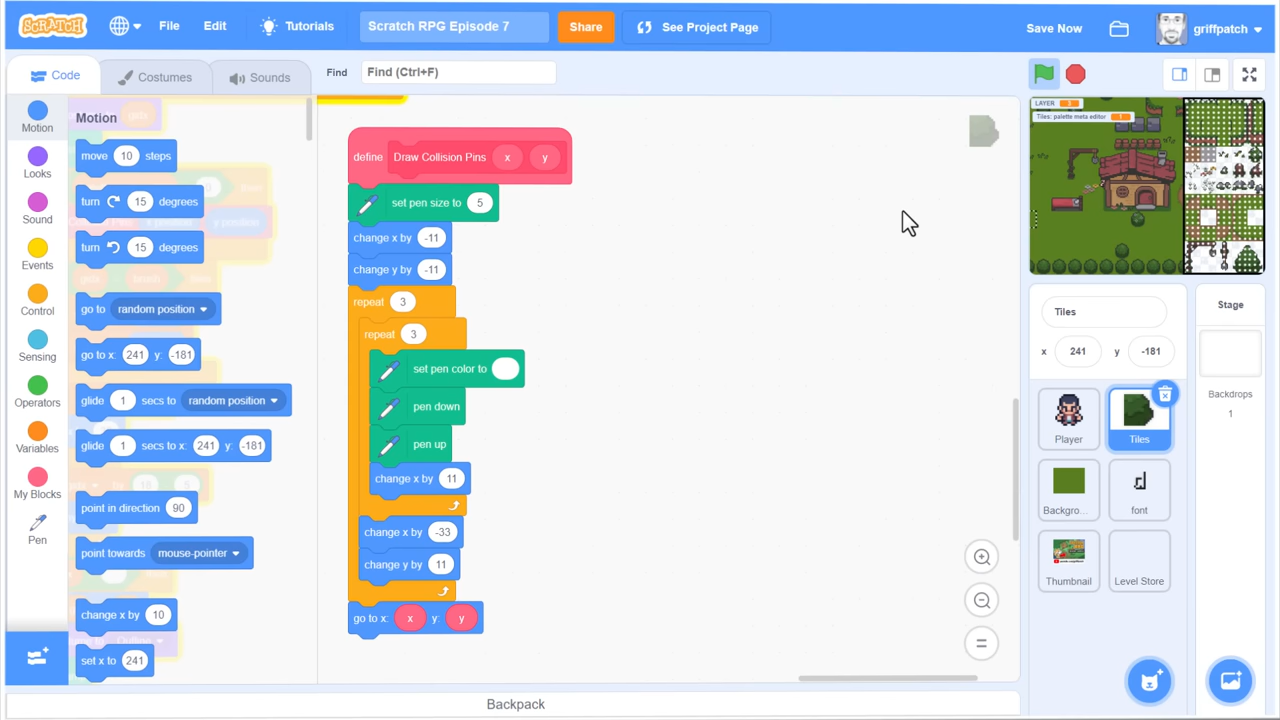 SCRATCH
File
Edit
Tutorials
Scratch RPG Episode 7
Share
See Project Page
Save Now
griffpatch
Code
Costumes
Sounds
Find
Find (Ctrl+F)
Motion
Looks
Sound
Events
Control
Sensing
Operators
Variables
My Blocks
Pen
Motion
move 10 steps
turn 15 degrees
turn 15 degrees
go to random position
go to x: 241 y: -181
glide 1 secs to random position
glide 1 secs to x: 241 y: -181
point in direction 90
point towards mouse-pointer
change x by 10
set x to 241
define Draw Collision Pins x y
set pen size to 5
change x by -11
change y by -11
repeat 3
repeat 3
set pen color to
pen down
pen up
change x by 11
change x by -33
change y by 11
go to x: x y: y
LAYER 3
Tiles: palette meta editor
Tiles
x 241 y -181
Stage
Backdrops
1
Player
Tiles
Backgro...
font
Thumbnail
Level Store
Backpack